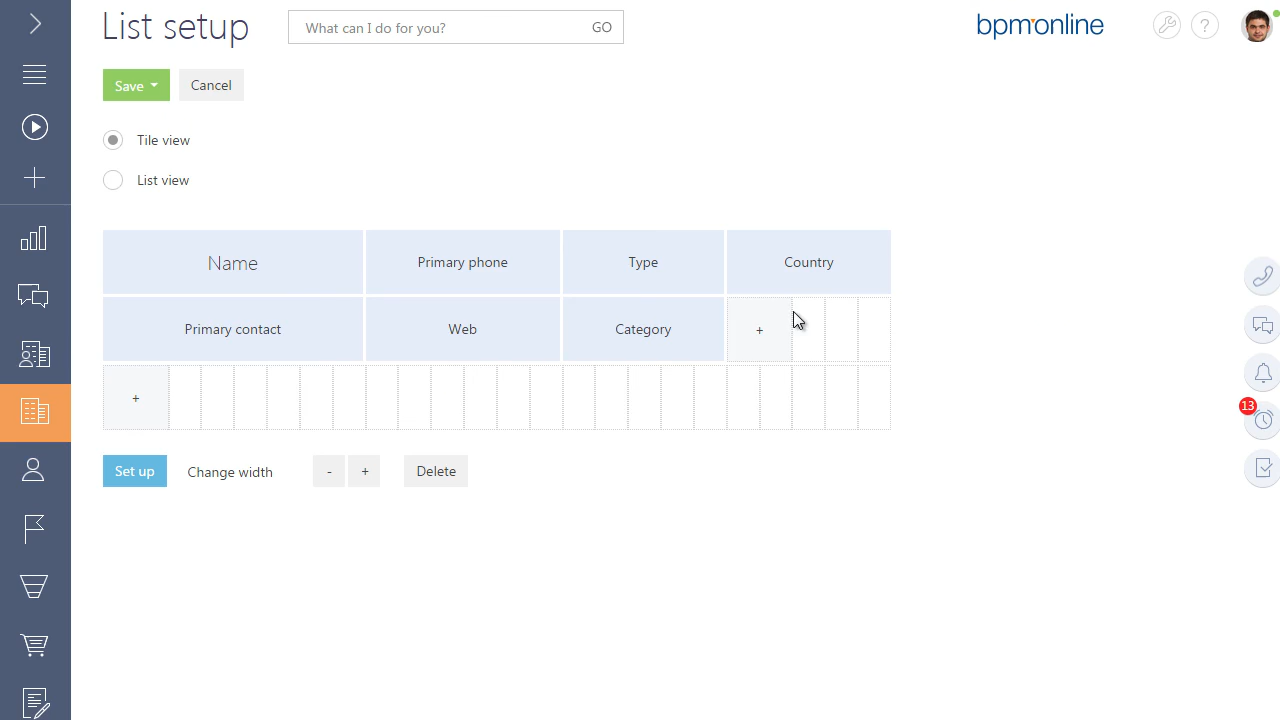 List setup
What can I do for you?
GO
bpm'online
?
Save
Cancel
Tile view
List view
Name
Primary phone
Type
Country
Primary contact
Web
Category
+
+
13
Set up
Change width
-
+
Delete